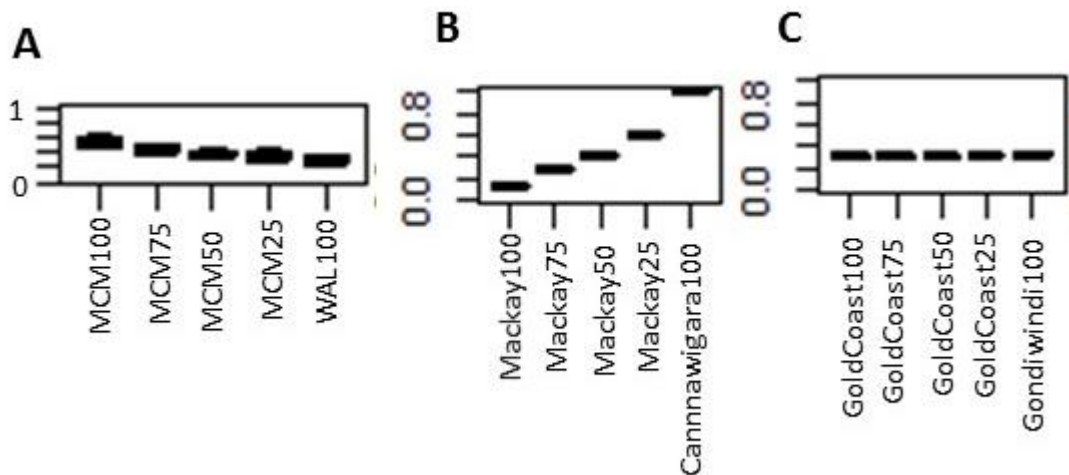 A
1
0
MCM100
MCM75
MCM50
MCM25
WAL100
B
0.8
0.0
Mackay100
Mackay75
Mackay50
Mackay25
Cannnawigara100
C
0.8
0.0
GoldCoast100
GoldCoast75
GoldCoast50
GoldCoast25
Gondiwindi100